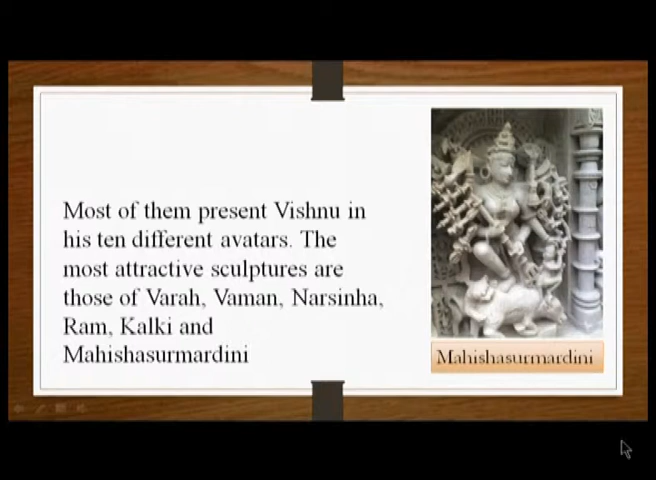 Most of them present Vishnu in
his ten different avatars. The
most attractive sculptures are
those of Varah, Vaman, Narsinha,
Ram, Kalki and
Mahishasurmardini
Mahishasurmardini